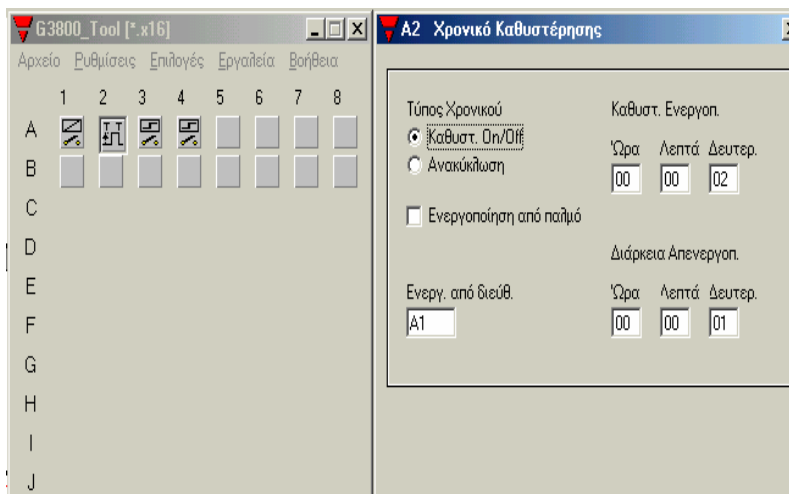 G3800_Tool [*.x16]
Αρχείο Ρυθμίσεις Επιλογές Εργαλεία Βοήθεια
1 2 3 4 5 6 7 8
A
B
C
D
E
F
G
H
I
J
A2 Χρονικό Καθυστέρησης
Τύπος Χρονικού
Καθυστ. On/Off
Ανακύκλωση
Ενεργοποίηση από παλμό
Ενεργ. από διεύθ.
A1
Καθυστ. Ενεργοπ.
Ώρα Λεπτά Δευτερ.
00 00 02
Διάρκεια Απενεργοπ.
Ώρα Λεπτά Δευτερ.
00 00 01